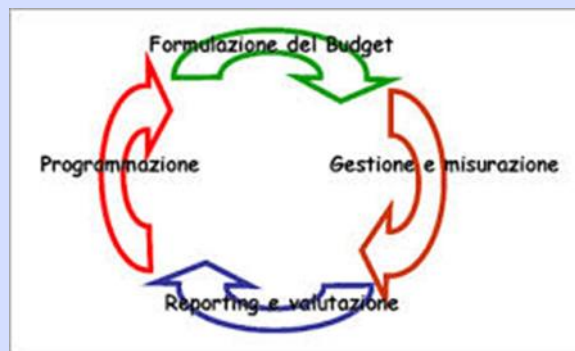 Formulazione del Budget
Programmazione
Gestione e misurazione
Reporting e valutazione